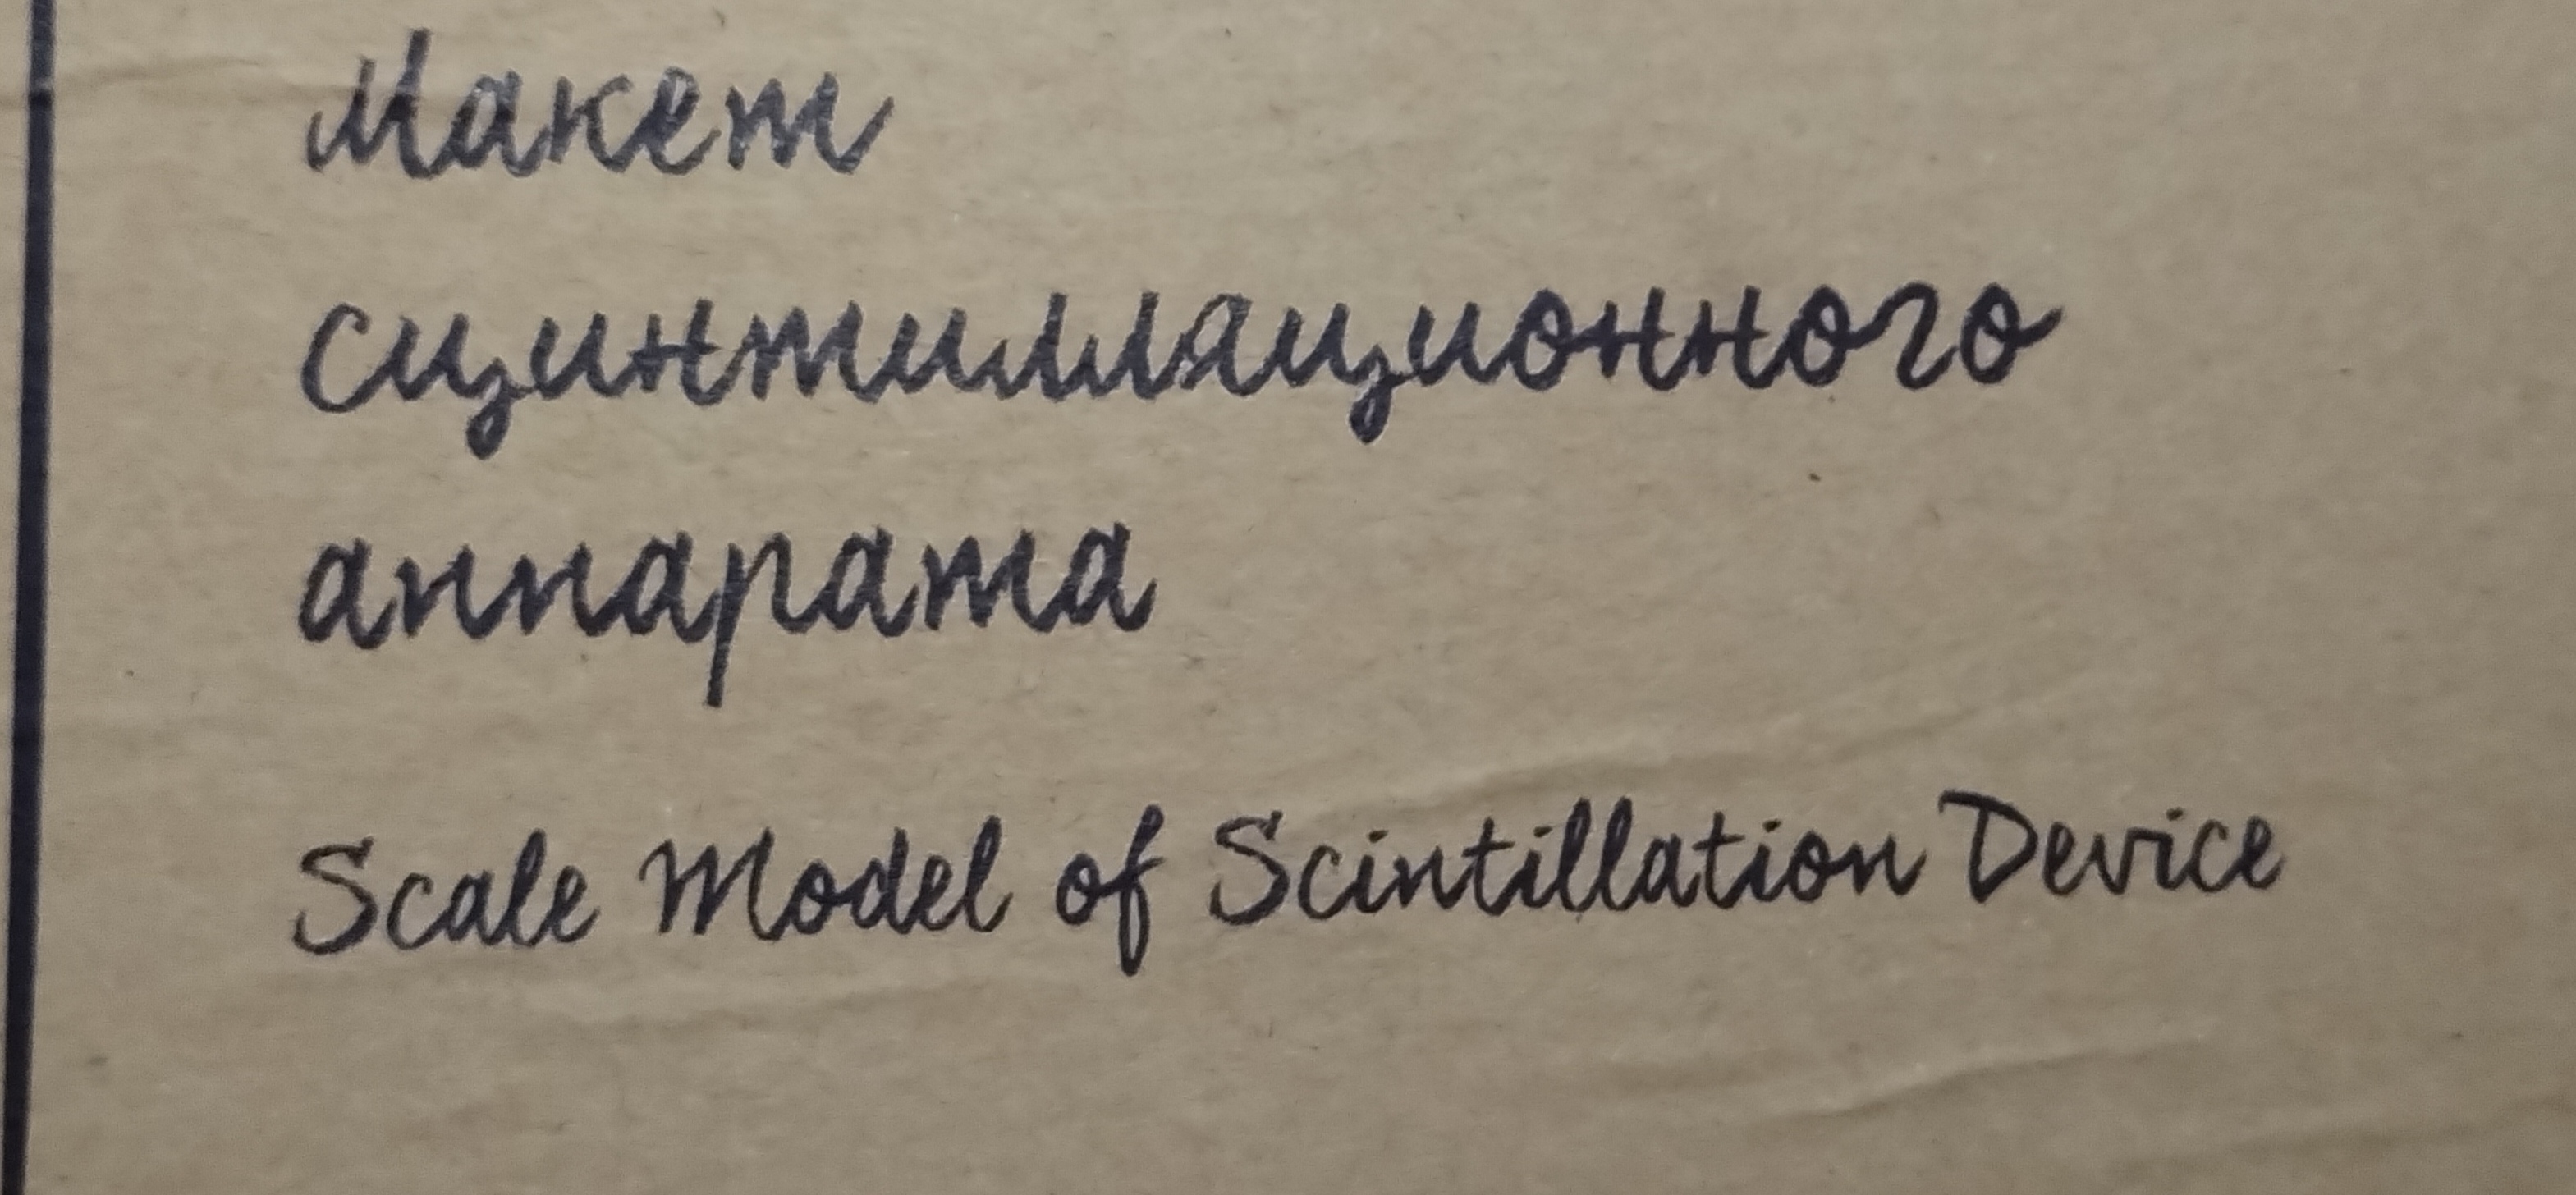 Макет
сцинтилляционного
аппарата
Scale Model of Scintillation Device